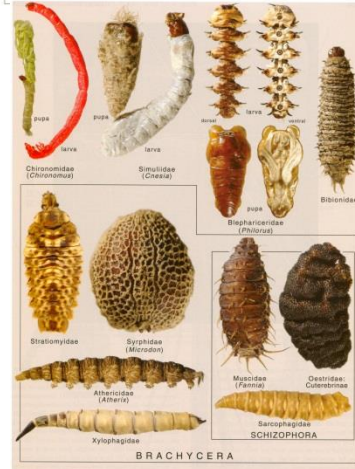 pupa
larva
Chironomidae
(Chironomus)
pupa
larva
Simuliidae
(Cnesia)
dorsal
larva
ventral
pupa
Blephariceridae
(Philorus)
Bibionidae
Stratiomyidae
Syrphidae
(Microdon)
Muscidae
(Fannia)
Oestridae:
Cuterebrinae
Athericidae
(Atherix)
Sarcophagidae
SCHIZOPHORA
Xylophagidae
BRACHYCERA